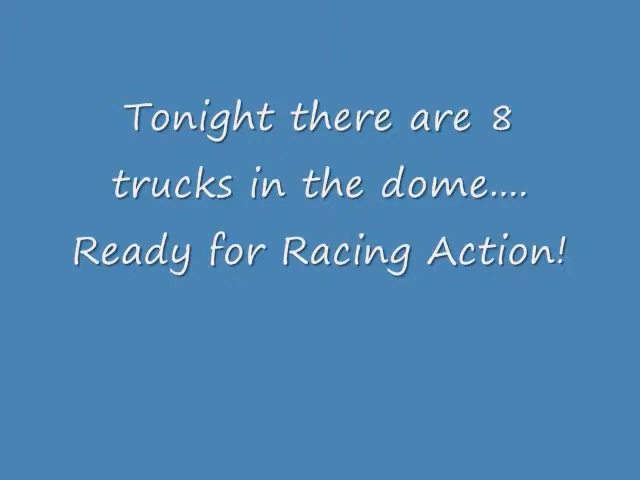 Tonight there are 8
trucks in the dome....
Ready for Racing Action!